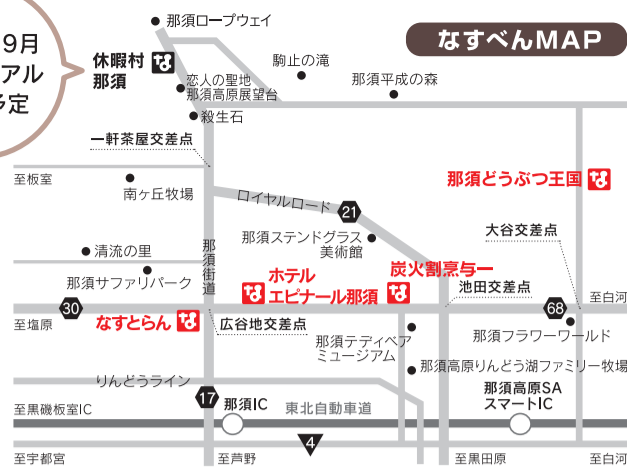 9月
アル
予定
なすべんMAP
那須ロープウェイ
休暇村
那須
な
恋人の聖地
那須高原展望台
駒止の滝
那須平成の森
殺生石
一軒茶屋交差点
至板室
南ヶ丘牧場
ロイヤルロード
21
那須どうぶつ王国 な
大谷交差点
清流の里
那須サファリパーク
那須街道
那須ステンドグラス
美術館
炭火割烹与一
な
ホテル
エピナール那須
な
池田交差点
至白河
30
至塩原
なすとらん な
広谷地交差点
68
那須フラワーワールド
那須テディベア
ミュージアム
那須高原りんどう湖ファミリー牧場
りんどうライン
17
那須IC
東北自動車道
那須高原SA
スマートIC
至黒磯板室IC
4
至宇都宮
至芦野
至黒田原
至白河